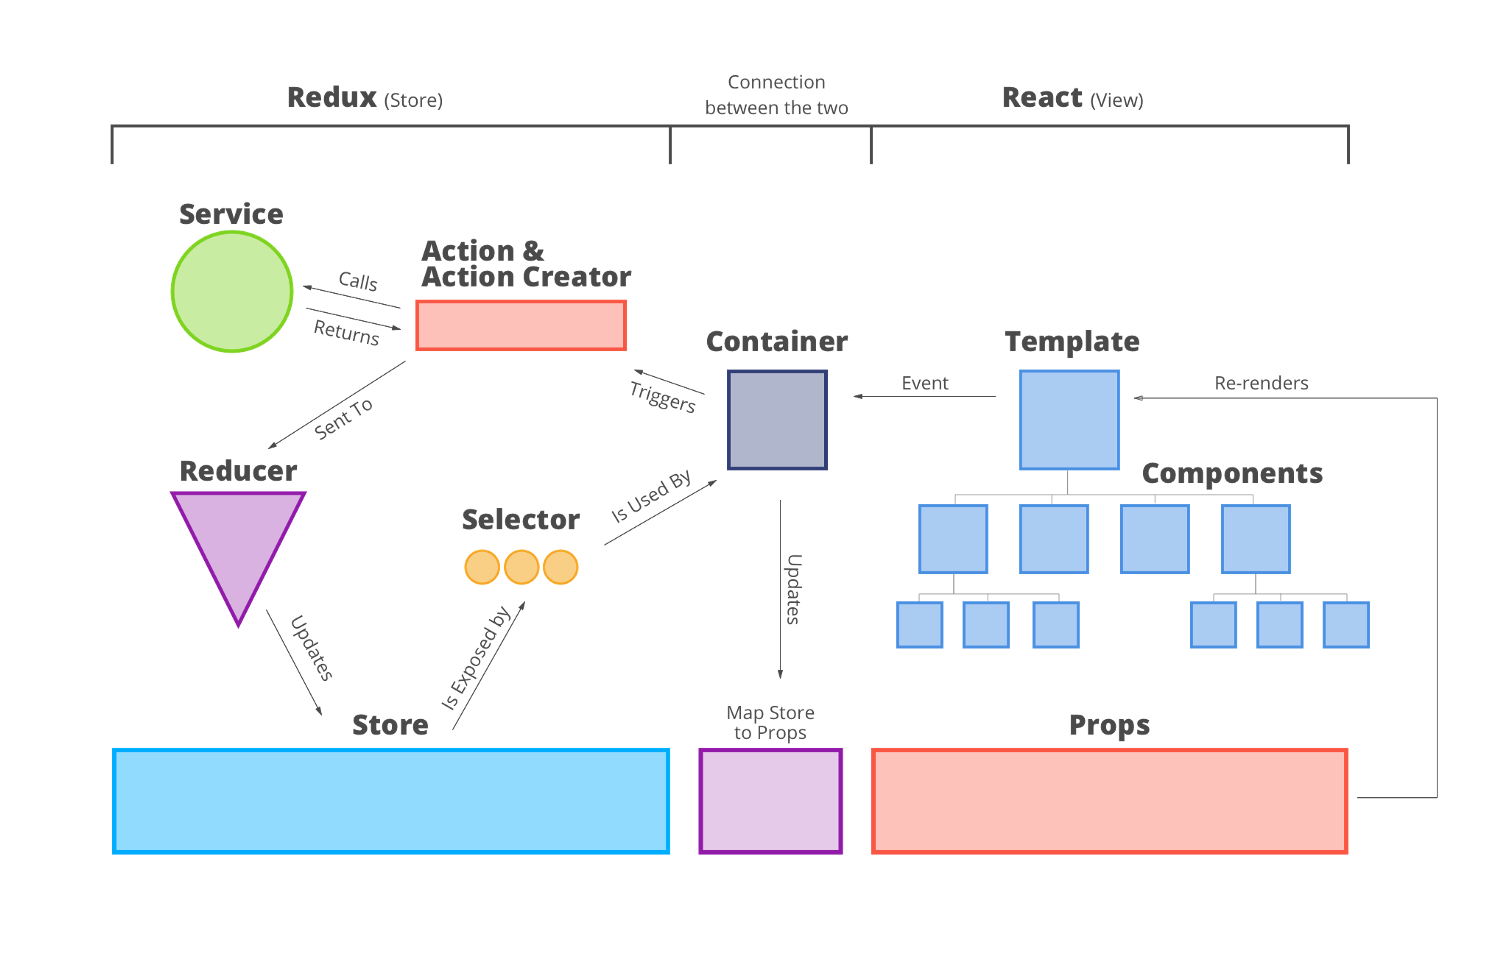 Redux (Store)
Connection
between the two
React (View)
Service
Action &
Action Creator
Calls
Returns
Container
Template
Triggers
Event
Re-renders
Sent To
Reducer
Components
Selector
Is Used By
Updates
Updates
Is Exposed by
Store
Map Store
to Props
Props